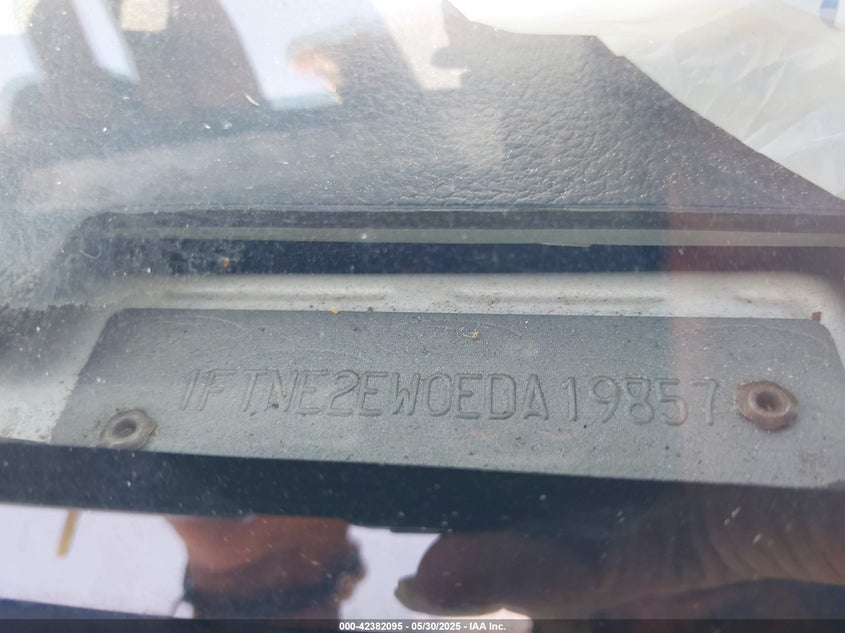 1FTNE2EW0EDA19857
000-42382095 - 05/30/2025 - IAA Inc.